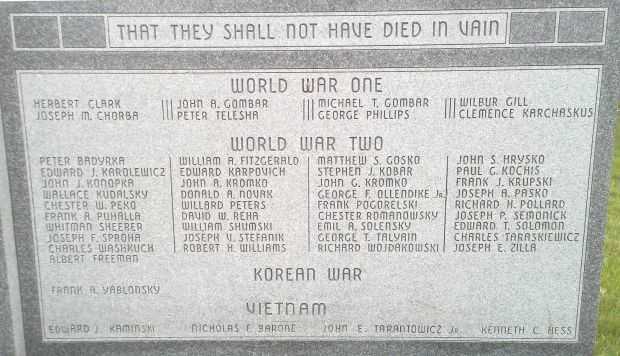 THAT THEY SHALL NOT HAVE DIED IN VAIN
WORLD WAR ONE
HERBERT CLARK
JOSEPH M. CHORBA
JOHN A. GOMBAR
PETER TELESHA
MICHAEL T. GOMBAR
GEORGE PHILLIPS
WILBUR GILL
CLEMENCE KARCHASKUS
WORLD WAR TWO
PETER BADYRKA
EDWARD J. KAROLEWICZ
JOHN J. KONOPKA
WALLACE KUDALSKY
CHESTER W. PEKO
FRANK A. PUHALLA
WHITMAN SHEERER
JOSEPH F. SPROHA
CHARLES WASHKUCH
ALBERT FREEMAN
WILLIAM A. FITZGERALD
EDWARD KARPOVICH
JOHN A. KROMKO
DONALD A. NOVAK
WILLARD PETERS
DAVID W. REHA
WILLIAM SHUMSKI
JOSEPH V. STEFANIK
ROBERT H. WILLIAMS
MATTHEW S. GOSKO
STEPHEN J. KOBAR
JOHN G. KROMKO
GEORGE F. OLLENDIKE JR.
FRANK POGORELSKI
CHESTER ROMANOWSKY
EMIL A. SOLENSKY
GEORGE T. TALYAIN
RICHARD WOJDAKOWSKI
JOHN S. HRYSKO
PAUL G. KOCHIS
FRANK J. KRUPSKI
JOSEPH A. PASKO
RICHARD H. POLLARD
JOSEPH P. SEMONICK
EDWARD T. SOLOMON
CHARLES TARASKIEWICZ
JOSEPH E. ZILLA
KOREAN WAR
FRANK A. YABLONSKY
VIETNAM
EDWARD J. KAMINSKI
NICHOLAS F. BARONE
JOHN E. TARANTOWICZ JR.
KENNETH C. HESS